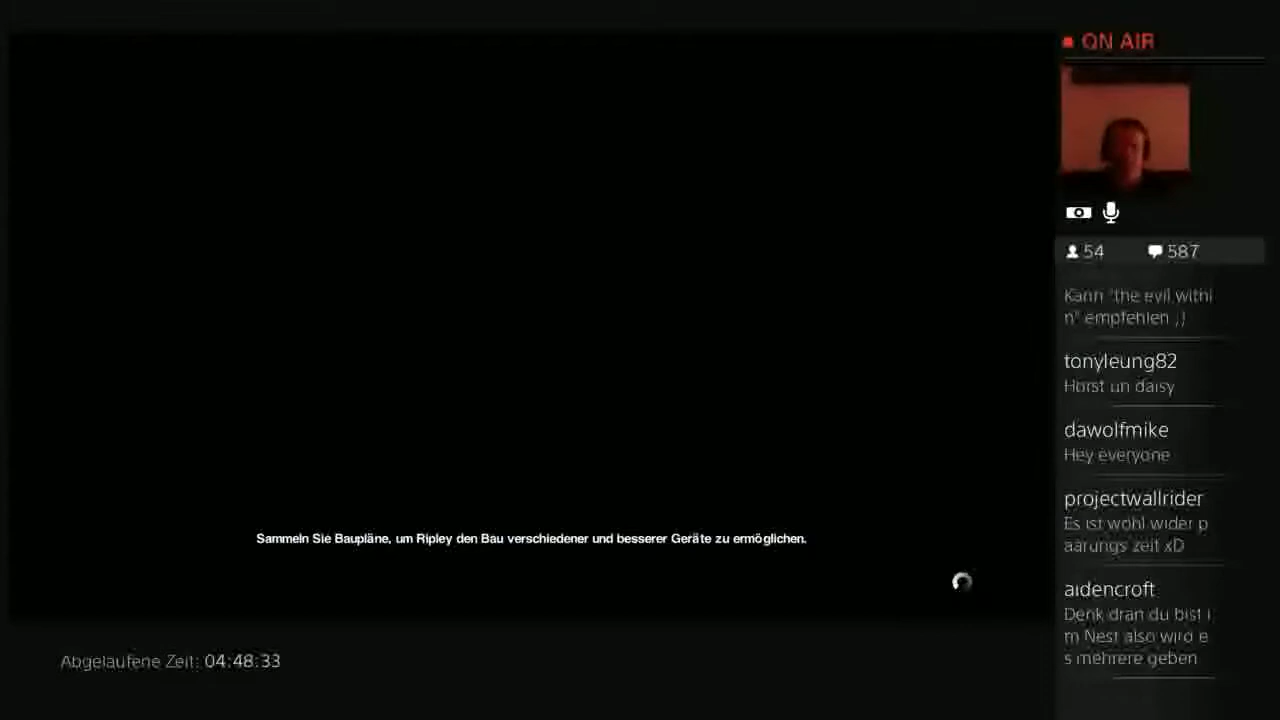 ON AIR
54 587
Kann "the evil withi
n" empfehlen ;)
tonyleung82
Horst un daisy
dawolfmike
Hey everyone
projectwallrider
Es ist wohl wider p
aarungs zeit xD
aidencroft
Denk dran du bist i
m Nest also wird e
s mehrere geben
Sammeln Sie Baupläne, um Ripley den Bau verschiedener und besserer Geräte zu ermöglichen.
Abgelaufene Zeit: 04:48:33